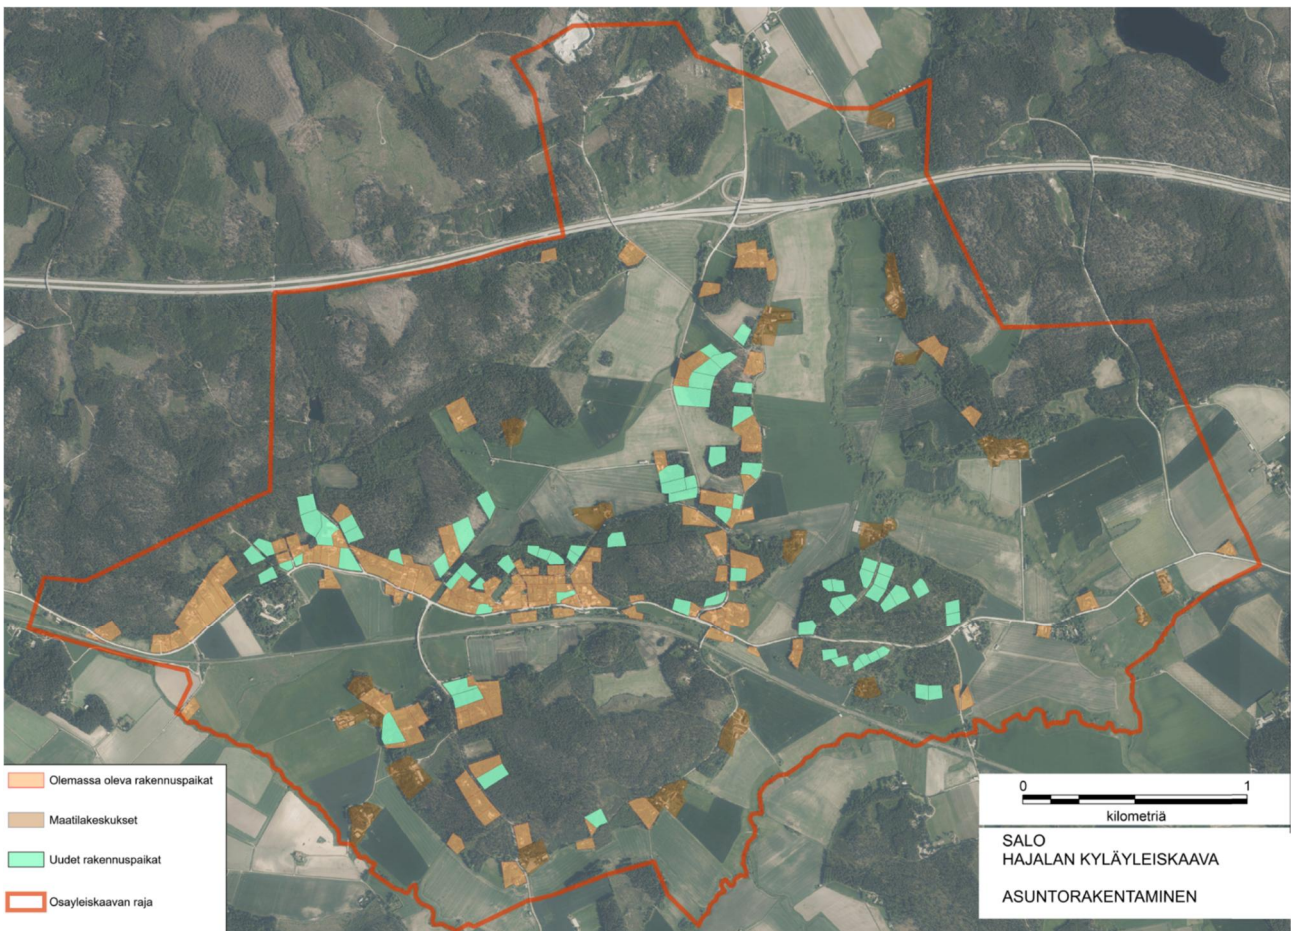 Olemassa oleva rakennuspaikat
Maatilakeskukset
Uudet rakennuspaikat
Osayleiskaavan raja
0 1
kilometriä
SALO
HAJALAN KYLÄYLEISKAAVA
ASUNTORAKENTAMINEN